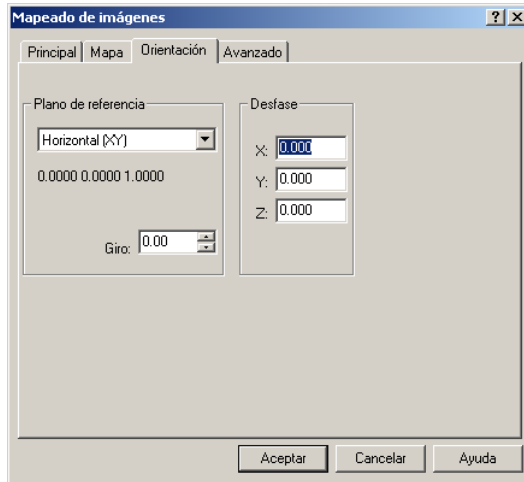 Mapeado de imágenes
Principal Mapa Orientación Avanzado
Plano de referencia
Horizontal (XY)
0.0000 0.0000 1.0000
Giro: 0.00
Desfase
X: 0.000
Y: 0.000
Z: 0.000
Aceptar Cancelar Ayuda